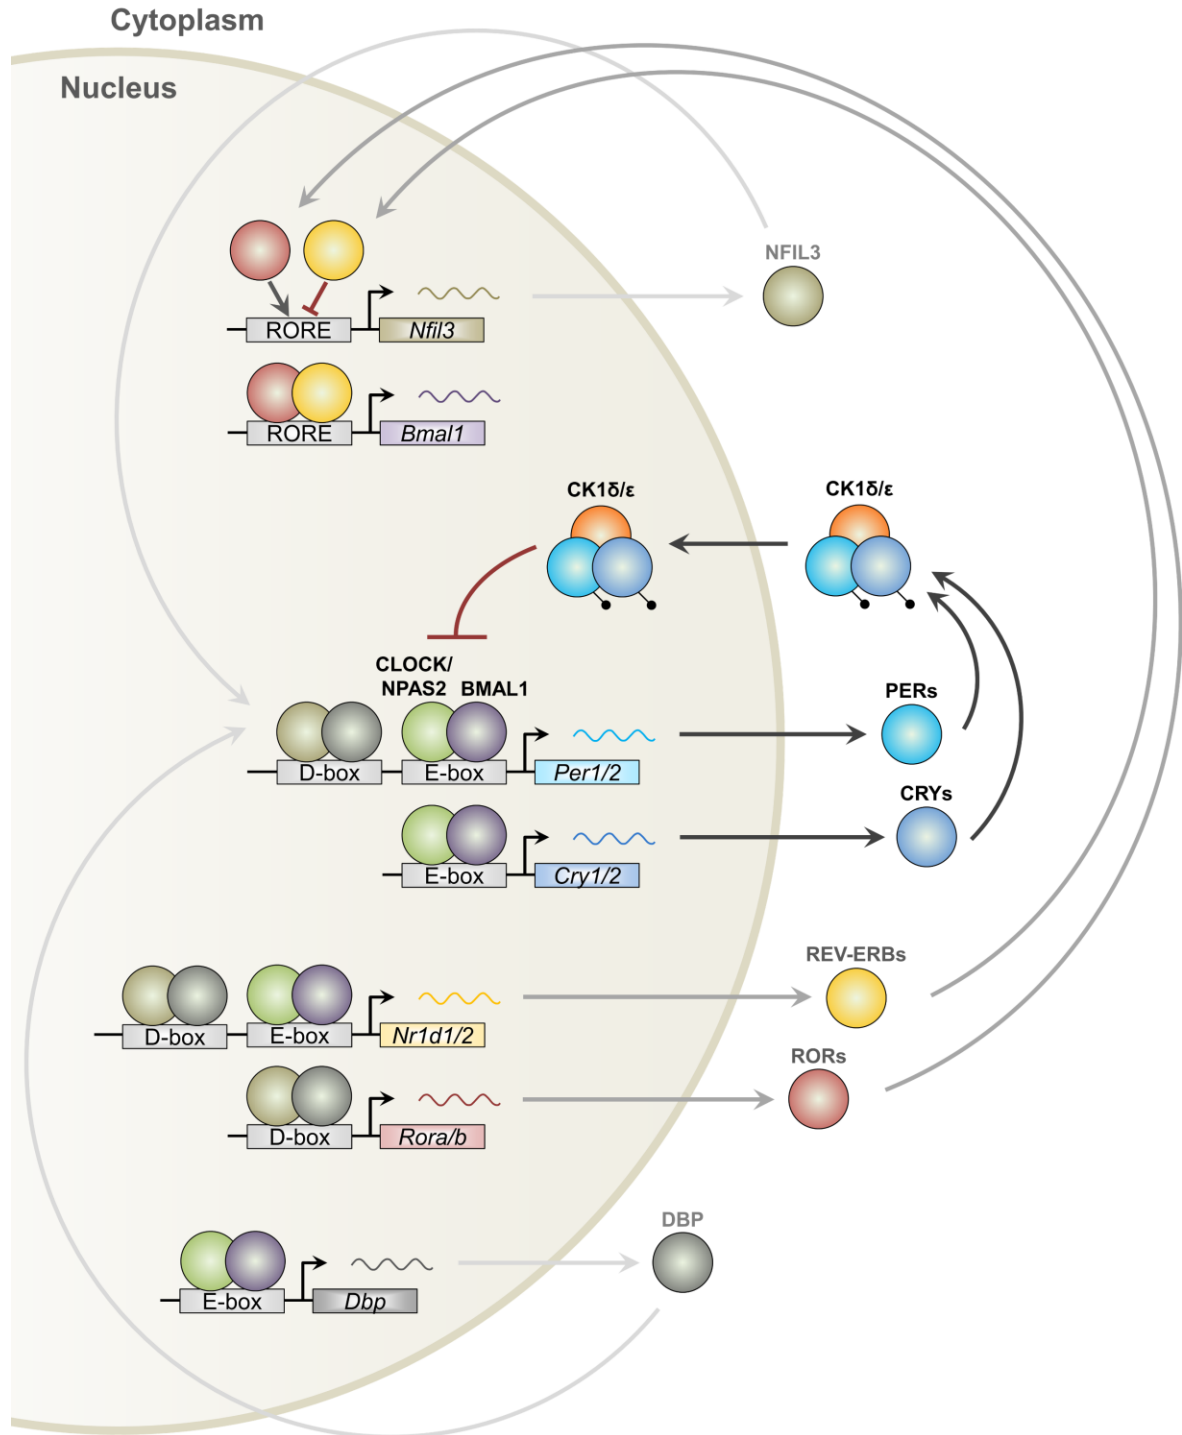 Cytoplasm
Nucleus
NFIL3
RORE
Nfil3
RORE
Bmal1
CK1δ/ε
CK1δ/ε
CLOCK/
NPAS2
BMAL1
PERs
D-box
E-box
Per1/2
CRYs
E-box
Cry1/2
REV-ERBs
D-box
E-box
Nr1d1/2
RORs
D-box
Rora/b
DBP
E-box
Dbp